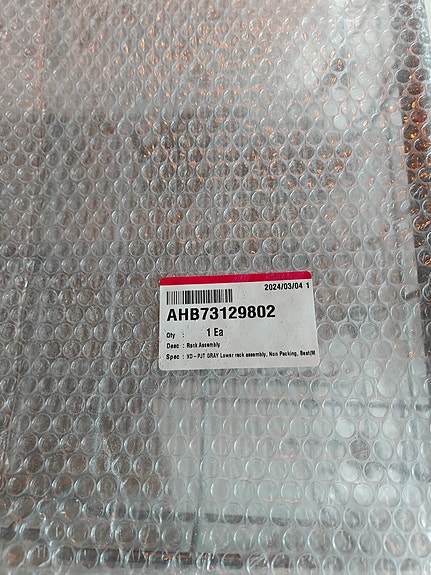 2024/03/04 1
AHB73129802
Qty : 1 Ea
Desc : Rack Assembly
Spec : XD - PJT GRAY Lower rack assembly, Non Packing, Best(M